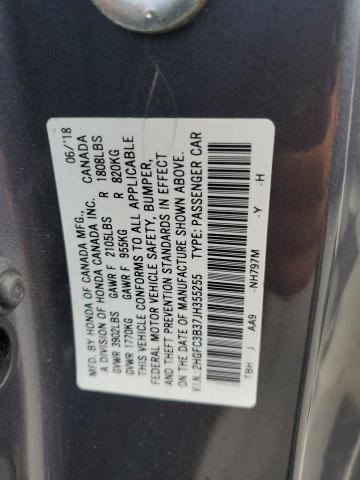 MFD. BY HONDA OF CANADA MFG., 06/'18
A DIVISION OF HONDA CANADA INC. CANADA
GVWR 3902LBS GAWR F 2105LBS R 1808LBS
GVWR 1770KG GAWR F 955KG R 820KG
THIS VEHICLE CONFORMS TO ALL APPLICABLE
FEDERAL MOTOR VEHICLE SAFETY, BUMPER,
AND THEFT PREVENTION STANDARDS IN EFFECT
ON THE DATE OF MANUFACTURE SHOWN ABOVE.
V.I.N.:2HGFC3B37JH355255 TYPE: PASSENGER CAR
TBH J AA9 -NH797M -Y -H